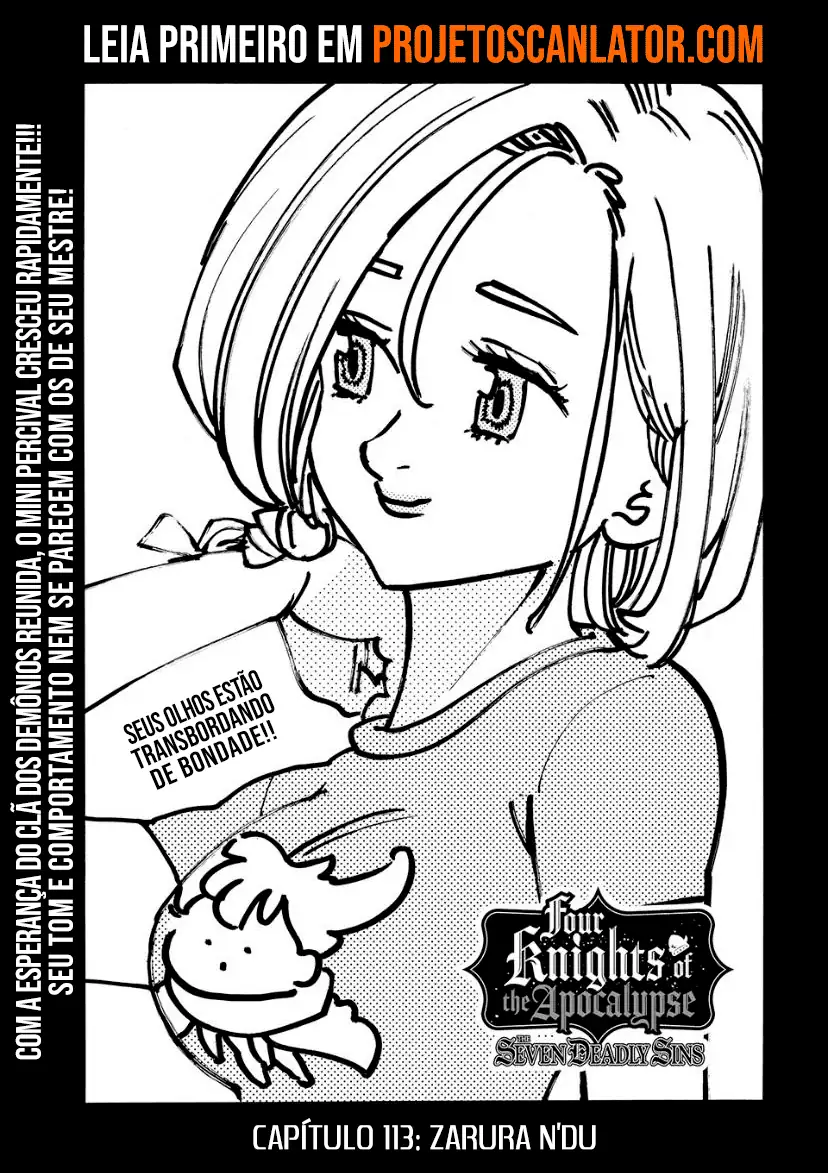 LEIA PRIMEIRO EM PROJETOSCANLATOR.COM
COM A ESPERANÇA DO CLÃ DOS DEMÔNIOS REUNIDA, O MINI PERCIVAL CRESCEU RAPIDAMENTE!!!
SEU TOM E COMPORTAMENTO NEM SE PARECEM COM OS DE SEU MESTRE!
SEUS OLHOS ESTÃO
TRANSBORDANDO
DE BONDADE!!
Four
Knights of
the Apocalypse
THE
SEVEN DEADLY SINS
CAPÍTULO 113: ZARURA N'DU